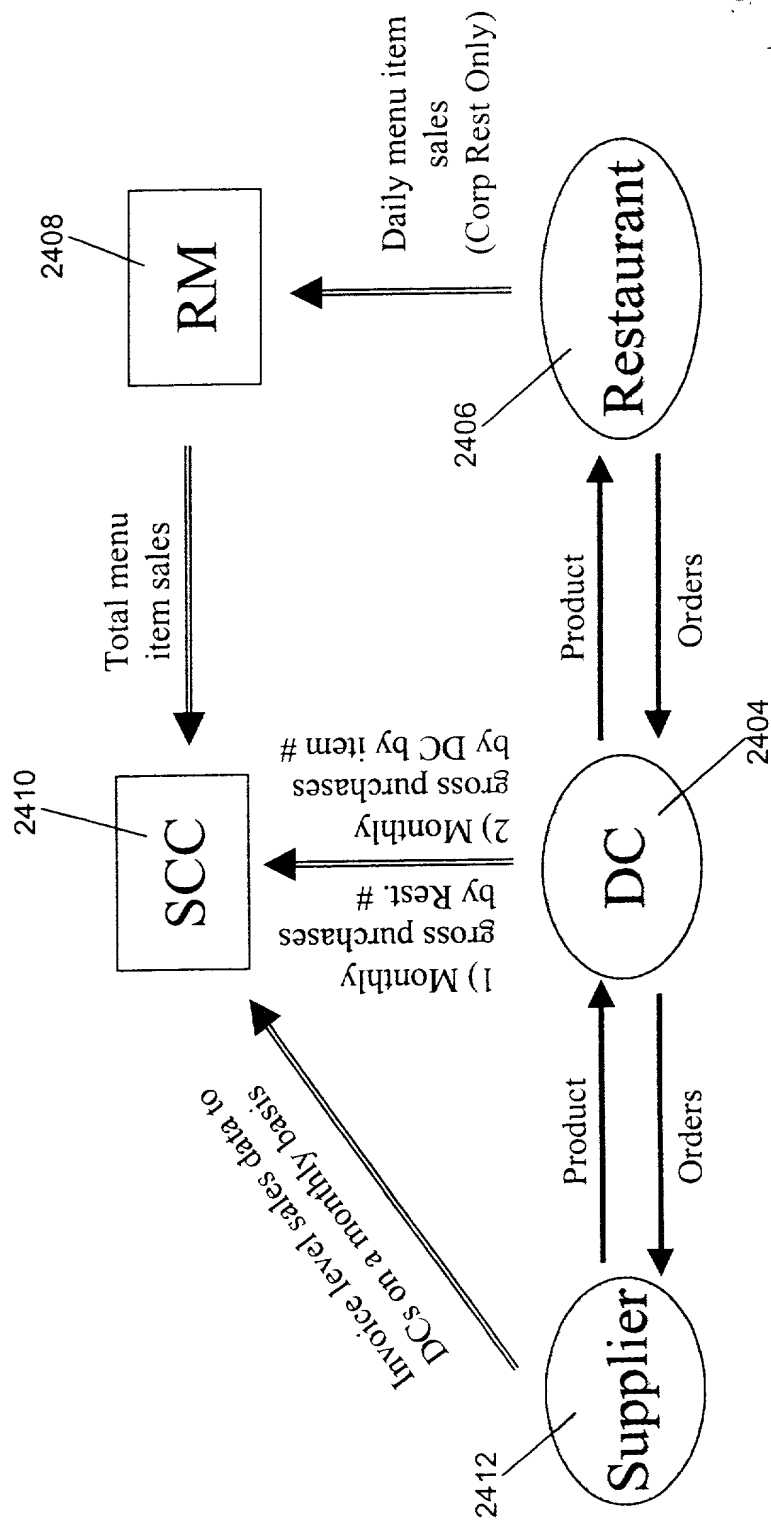 2410
SCC
Total menu
item sales
2408
RM
Invoice level sales data to
DCs on a monthly basis
1) Monthly
gross purchases
by Rest. #
2) Monthly
gross purchases
by DC by item #
Daily menu item
sales
(Corp Rest Only)
2412
Supplier
Product
Orders
DC
2404
Product
Orders
2406
Restaurant